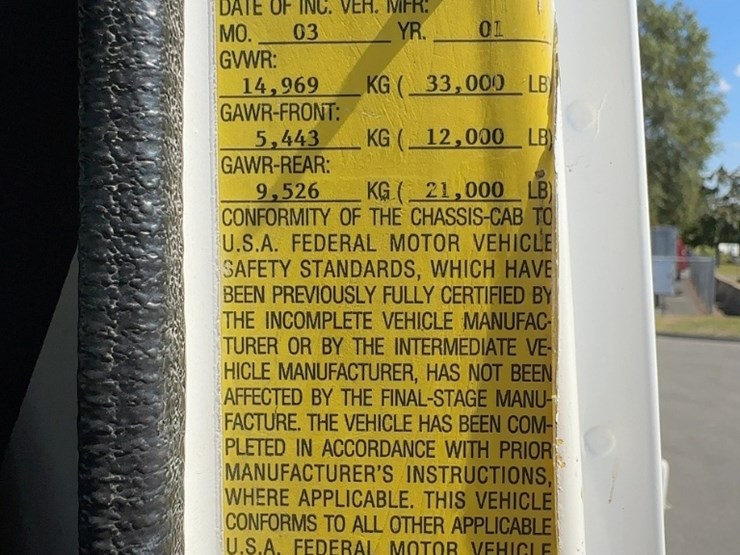 DATE OF INC. VEH. MFR:
MO. 03 YR. 01
GVWR:
14,969 KG ( 33,000 LB)
GAWR-FRONT:
5,443 KG ( 12,000 LB)
GAWR-REAR:
9,526 KG ( 21,000 LB)
CONFORMITY OF THE CHASSIS-CAB TO
U.S.A. FEDERAL MOTOR VEHICLE
SAFETY STANDARDS, WHICH HAVE
BEEN PREVIOUSLY FULLY CERTIFIED BY
THE INCOMPLETE VEHICLE MANUFAC-
TURER OR BY THE INTERMEDIATE VE-
HICLE MANUFACTURER, HAS NOT BEEN
AFFECTED BY THE FINAL-STAGE MANU-
FACTURE. THE VEHICLE HAS BEEN COM-
PLETED IN ACCORDANCE WITH PRIOR
MANUFACTURER'S INSTRUCTIONS,
WHERE APPLICABLE. THIS VEHICLE
CONFORMS TO ALL OTHER APPLICABLE
U.S.A. FEDERAL MOTOR VEHICLE